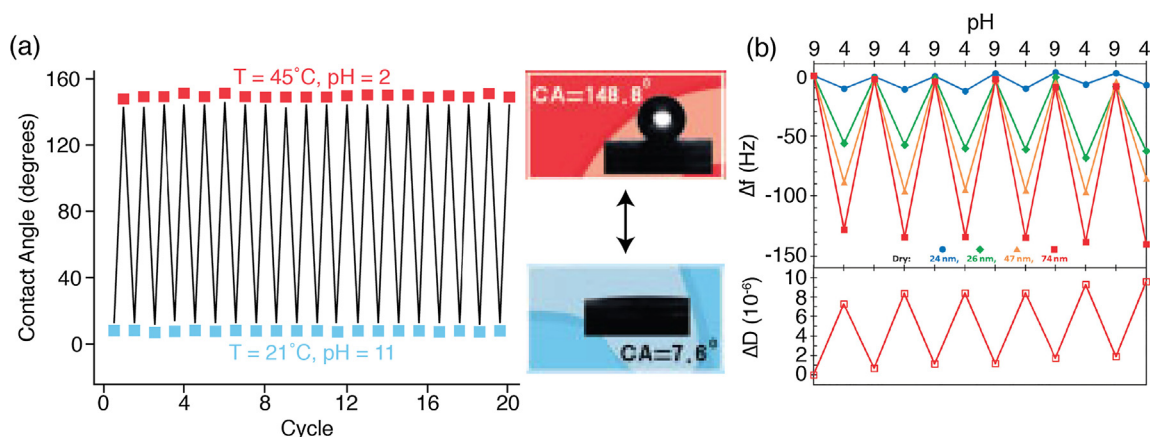 (a)
160
120
80
40
0
Contact Angle (degrees)
T = 45°C, pH = 2
T = 21°C, pH = 11
0 4 8 12 16 20
Cycle
CA=148.8°
CA=7.6°
(b)
pH
9 4 9 4 9 4 9 4 9 4 9 4
0
-50
-100
-150
Δf (Hz)
Dry: 24 nm, 26 nm, 47 nm, 74 nm
10
8
6
4
2
0
ΔD (10⁻⁶)